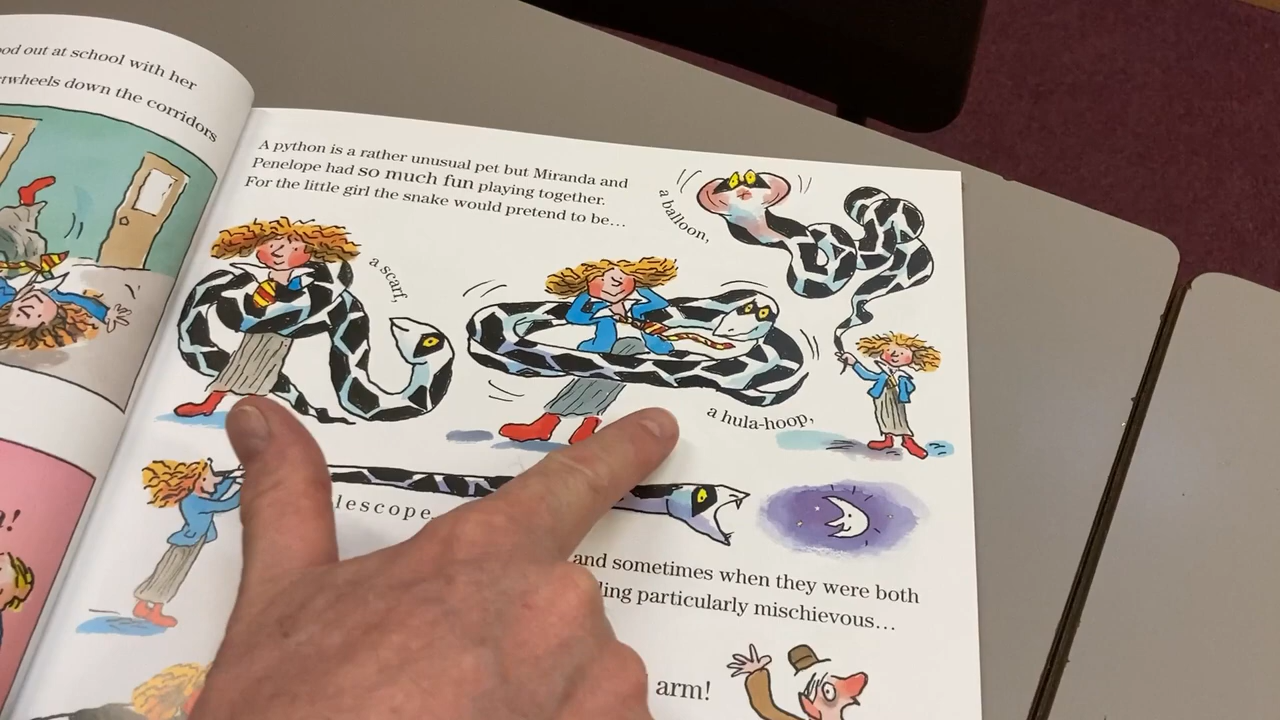 ood out at school with her
rtwheels down the corridors
a!
A python is a rather unusual pet but Miranda and
Penelope had so much fun playing together.
For the little girl the snake would pretend to be...
a scarf,
a balloon,
a hula-hoop,
lescope
and sometimes when they were both
ling particularly mischievous...
arm!